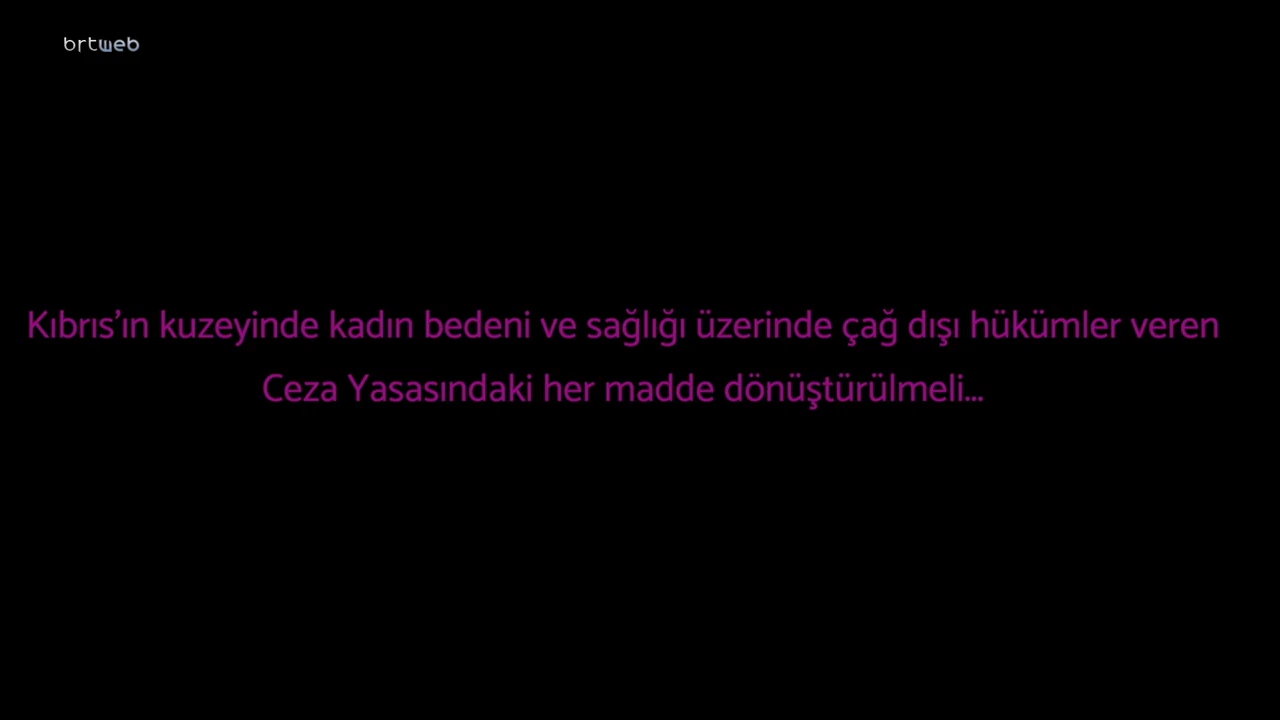 brtweb
Kıbrıs’ın kuzeyinde kadın bedeni ve sağlığı üzerinde çağ dışı hükümler veren
Ceza Yasasındaki her madde dönüştürülmeli...